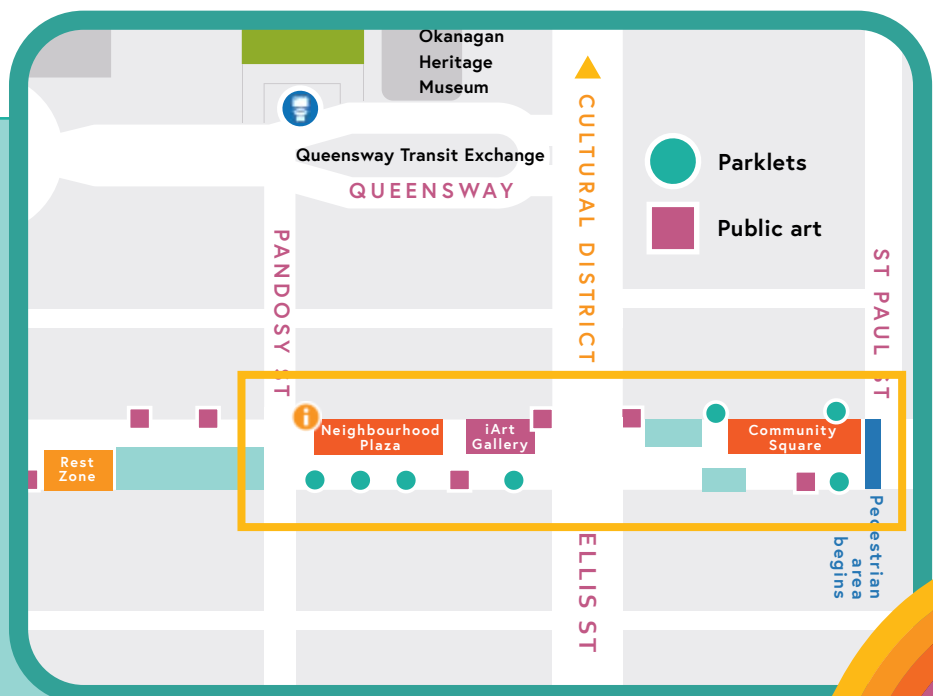 Okanagan
Heritage
Museum
Queensway Transit Exchange
QUEENSWAY
CULTURAL DISTRICT
Parklets
Public art
PANDOSY ST
ST PAUL ST
i
Neighbourhood
Plaza
iArt
Gallery
Community
Square
Rest
Zone
ELLIS ST
Pedestrian
area
begins